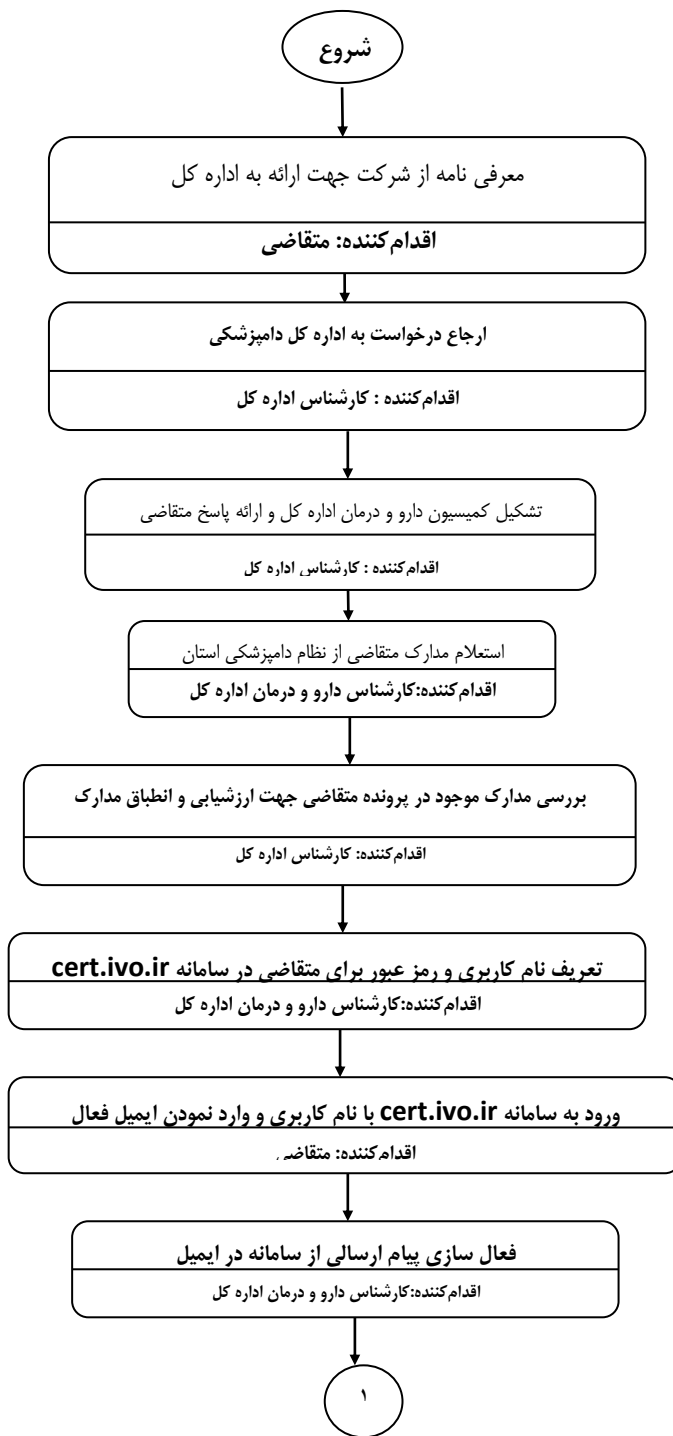 شروع
معرفی نامه از شرکت جهت ارائه به اداره کل
اقدام‌کننده: متقاضی
ارجاع درخواست به اداره کل دامپزشکی
اقدام‌کننده : کارشناس اداره کل
تشکیل کمیسیون دارو و درمان اداره کل و ارائه پاسخ متقاضی
اقدام‌کننده : کارشناس اداره کل
استعلام مدارک متقاضی از نظام دامپزشکی استان
اقدام‌کننده:کارشناس دارو و درمان اداره کل
بررسی مدارک موجود در پرونده متقاضی جهت ارزشیابی و انطباق مدارک
اقدام‌کننده: کارشناس اداره کل
تعریف نام کاربری و رمز عبور برای متقاضی در سامانه cert.ivo.ir
اقدام‌کننده:کارشناس دارو و درمان اداره کل
ورود به سامانه cert.ivo.ir با نام کاربری و وارد نمودن ایمیل فعال
اقدام‌کننده: متقاضی
فعال سازی پیام ارسالی از سامانه در ایمیل
اقدام‌کننده:کارشناس دارو و درمان اداره کل
۱